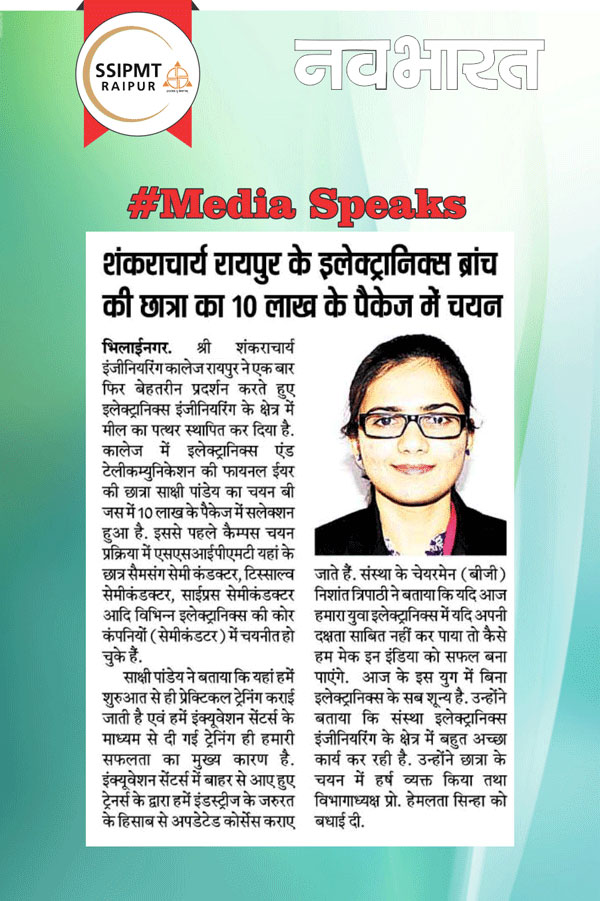 SSIPMT
RAIPUR
नवभारत
#Media Speaks
शंकराचार्य रायपुर के इलेक्ट्रानिक्स ब्रांच
की छात्रा का 10 लाख के पैकेज में चयन
भिलाईनगर. श्री शंकराचार्य
इंजीनियरिंग कालेज रायपुर ने एक बार
फिर बेहतरीन प्रदर्शन करते हुए
इलेक्ट्रानिक्स इंजीनियरिंग के क्षेत्र में
मील का पत्थर स्थापित कर दिया है.
कालेज में इलेक्ट्रानिक्स एंड
टेलीकम्युनिकेशन की फायनल ईयर
की छात्रा साक्षी पांडेय का चयन बी
जस में 10 लाख के पैकेज में सलेक्शन
हुआ है. इससे पहले कैम्पस चयन
प्रक्रिया में एसएसआईपीएमटी यहां के
छात्र सैमसंग सेमी कंडक्टर, टिस्साल्व
सेमीकंडक्टर, साईप्रस सेमीकंडक्टर
आदि विभिन्न इलेक्ट्रानिक्स की कोर
कंपनियों (सेमीकंडटर) में चयनीत हो
चुके हैं.
साक्षी पांडेय ने बताया कि यहां हमें
शुरुआत से ही प्रेक्टिकल ट्रेनिंग कराई
जाती है एवं हमें इंक्यूवेशन सेंटर्स के
माध्यम से दी गई ट्रेनिंग ही हमारी
सफलता का मुख्य कारण है.
इंक्यूवेशन सेंटर्स में बाहर से आए हुए
ट्रेनर्स के द्वारा हमें इंडस्ट्रीज के जरुरत
के हिसाब से अपडेटेड कोर्सेस कराए
जाते हैं. संस्था के चेयरमेन (बीजी)
निशांत त्रिपाठी ने बताया कि यदि आज
हमारा युवा इलेक्ट्रानिक्स में यदि अपनी
दक्षता साबित नहीं कर पाया तो कैसे
हम मेक इन इंडिया को सफल बना
पाएंगे. आज के इस युग में बिना
इलेक्ट्रानिक्स के सब शून्य है. उन्होंने
बताया कि संस्था इलेक्ट्रानिक्स
इंजीनियरिंग के क्षेत्र में बहुत अच्छा
कार्य कर रही है. उन्होंने छात्रा के
चयन में हर्ष व्यक्त किया तथा
विभागाध्यक्ष प्रो. हेमलता सिन्हा को
बधाई दी.